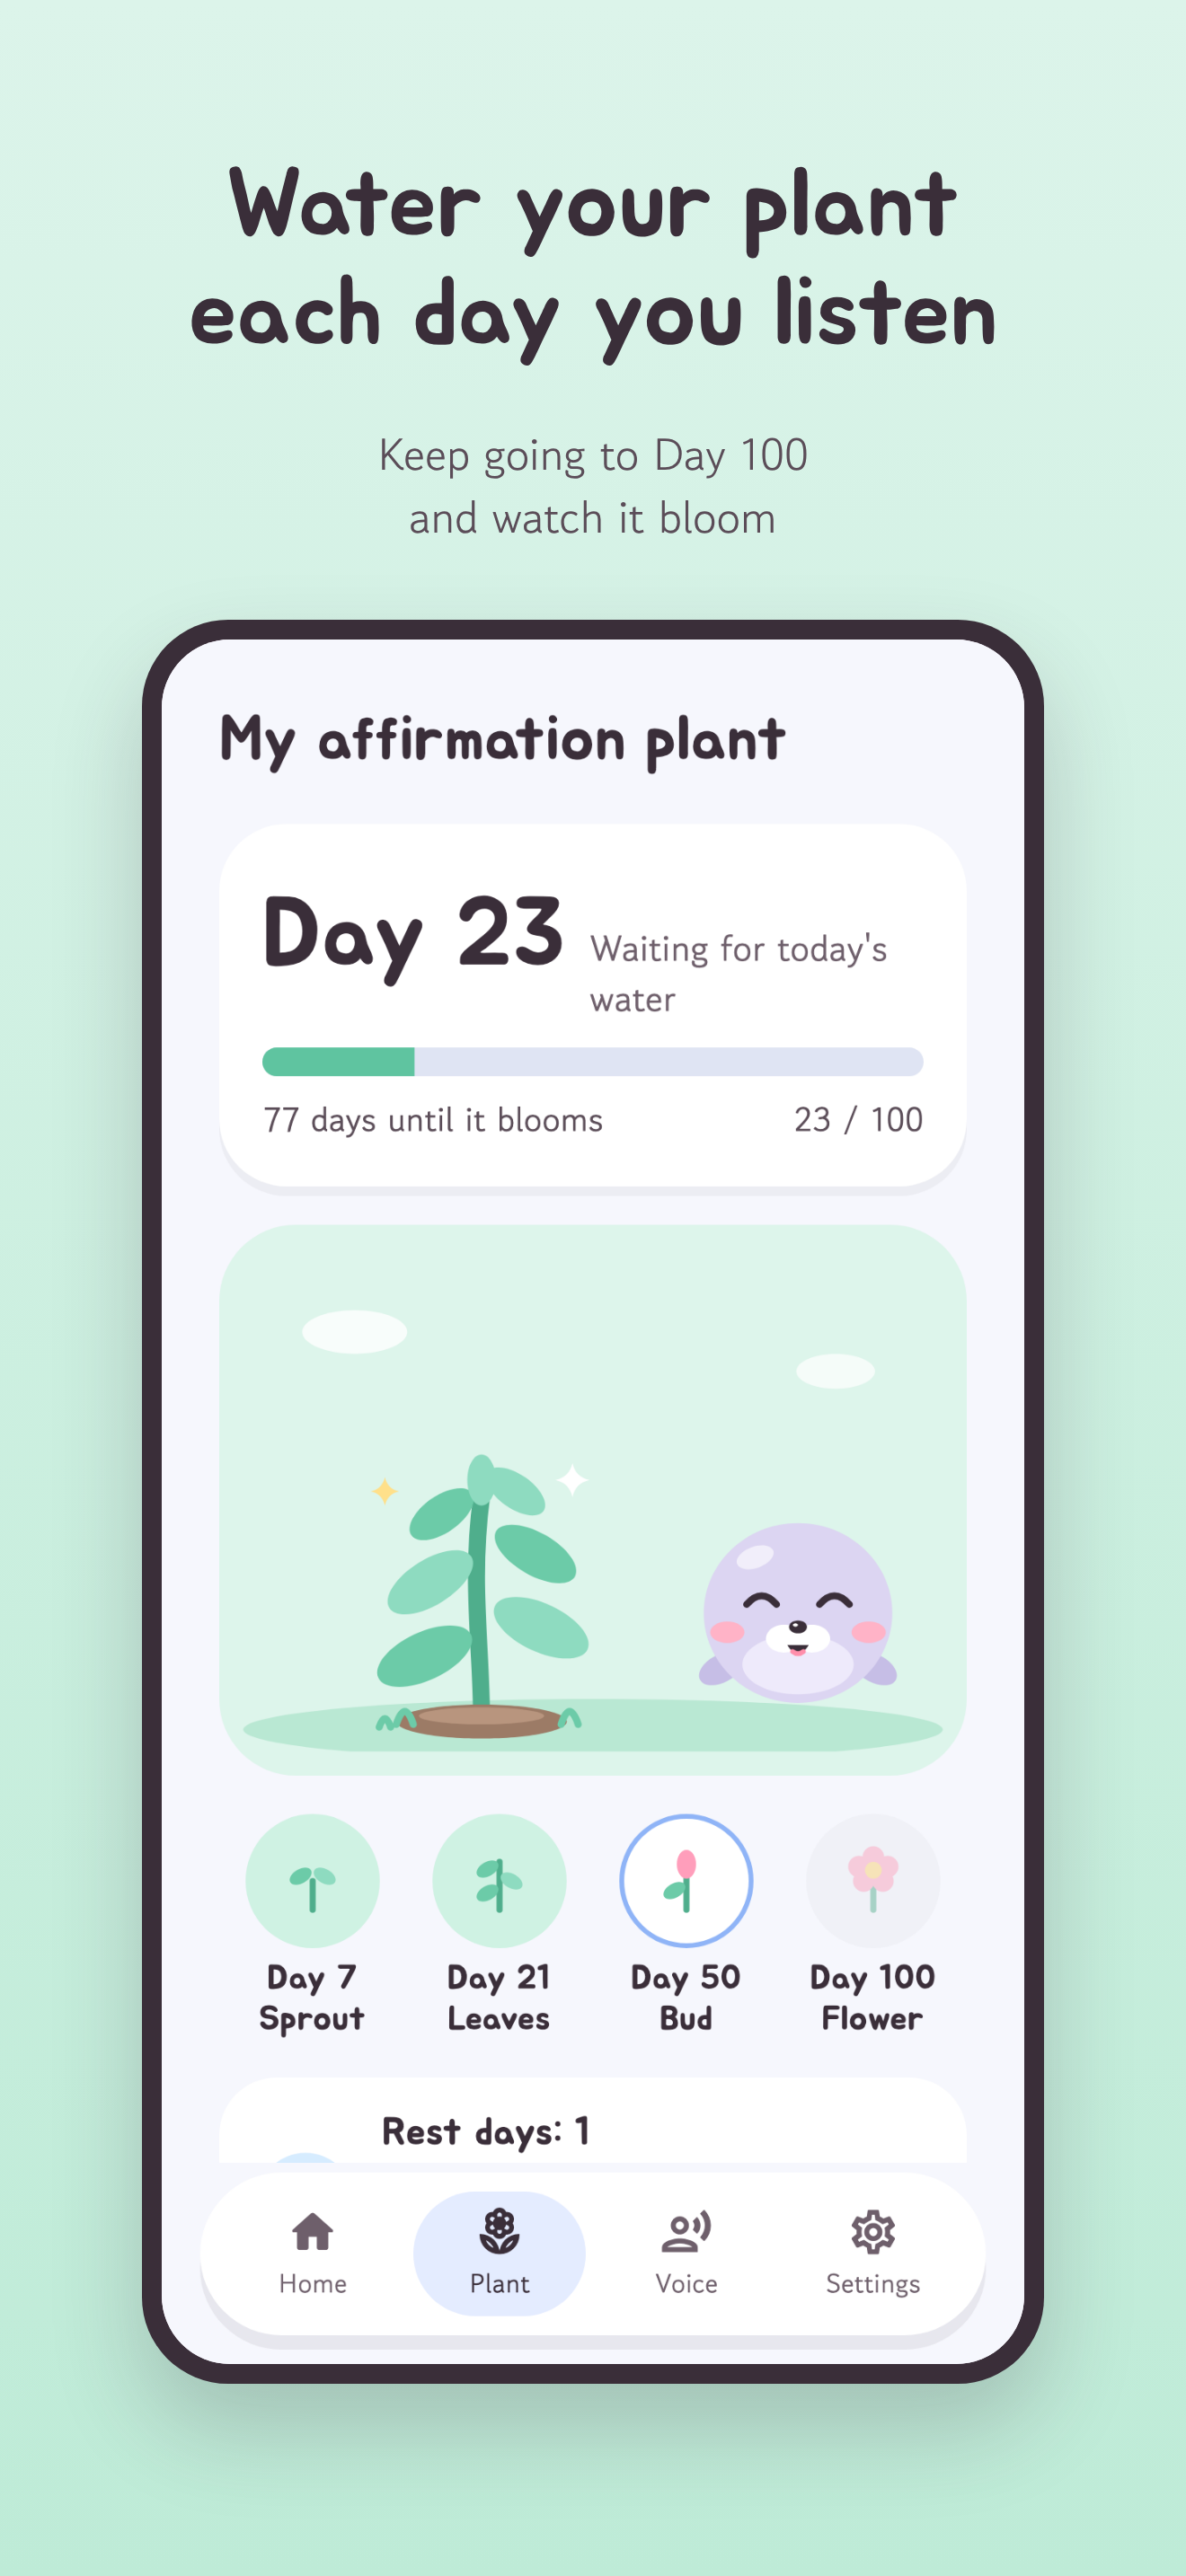 Water your plant
each day you listen
Keep going to Day 100
and watch it bloom
My affirmation plant
Day 23
Waiting for today's
water
77 days until it blooms
23 / 100
Day 7
Sprout
Day 21
Leaves
Day 50
Bud
Day 100
Flower
Rest days: 1
Home
Plant
Voice
Settings